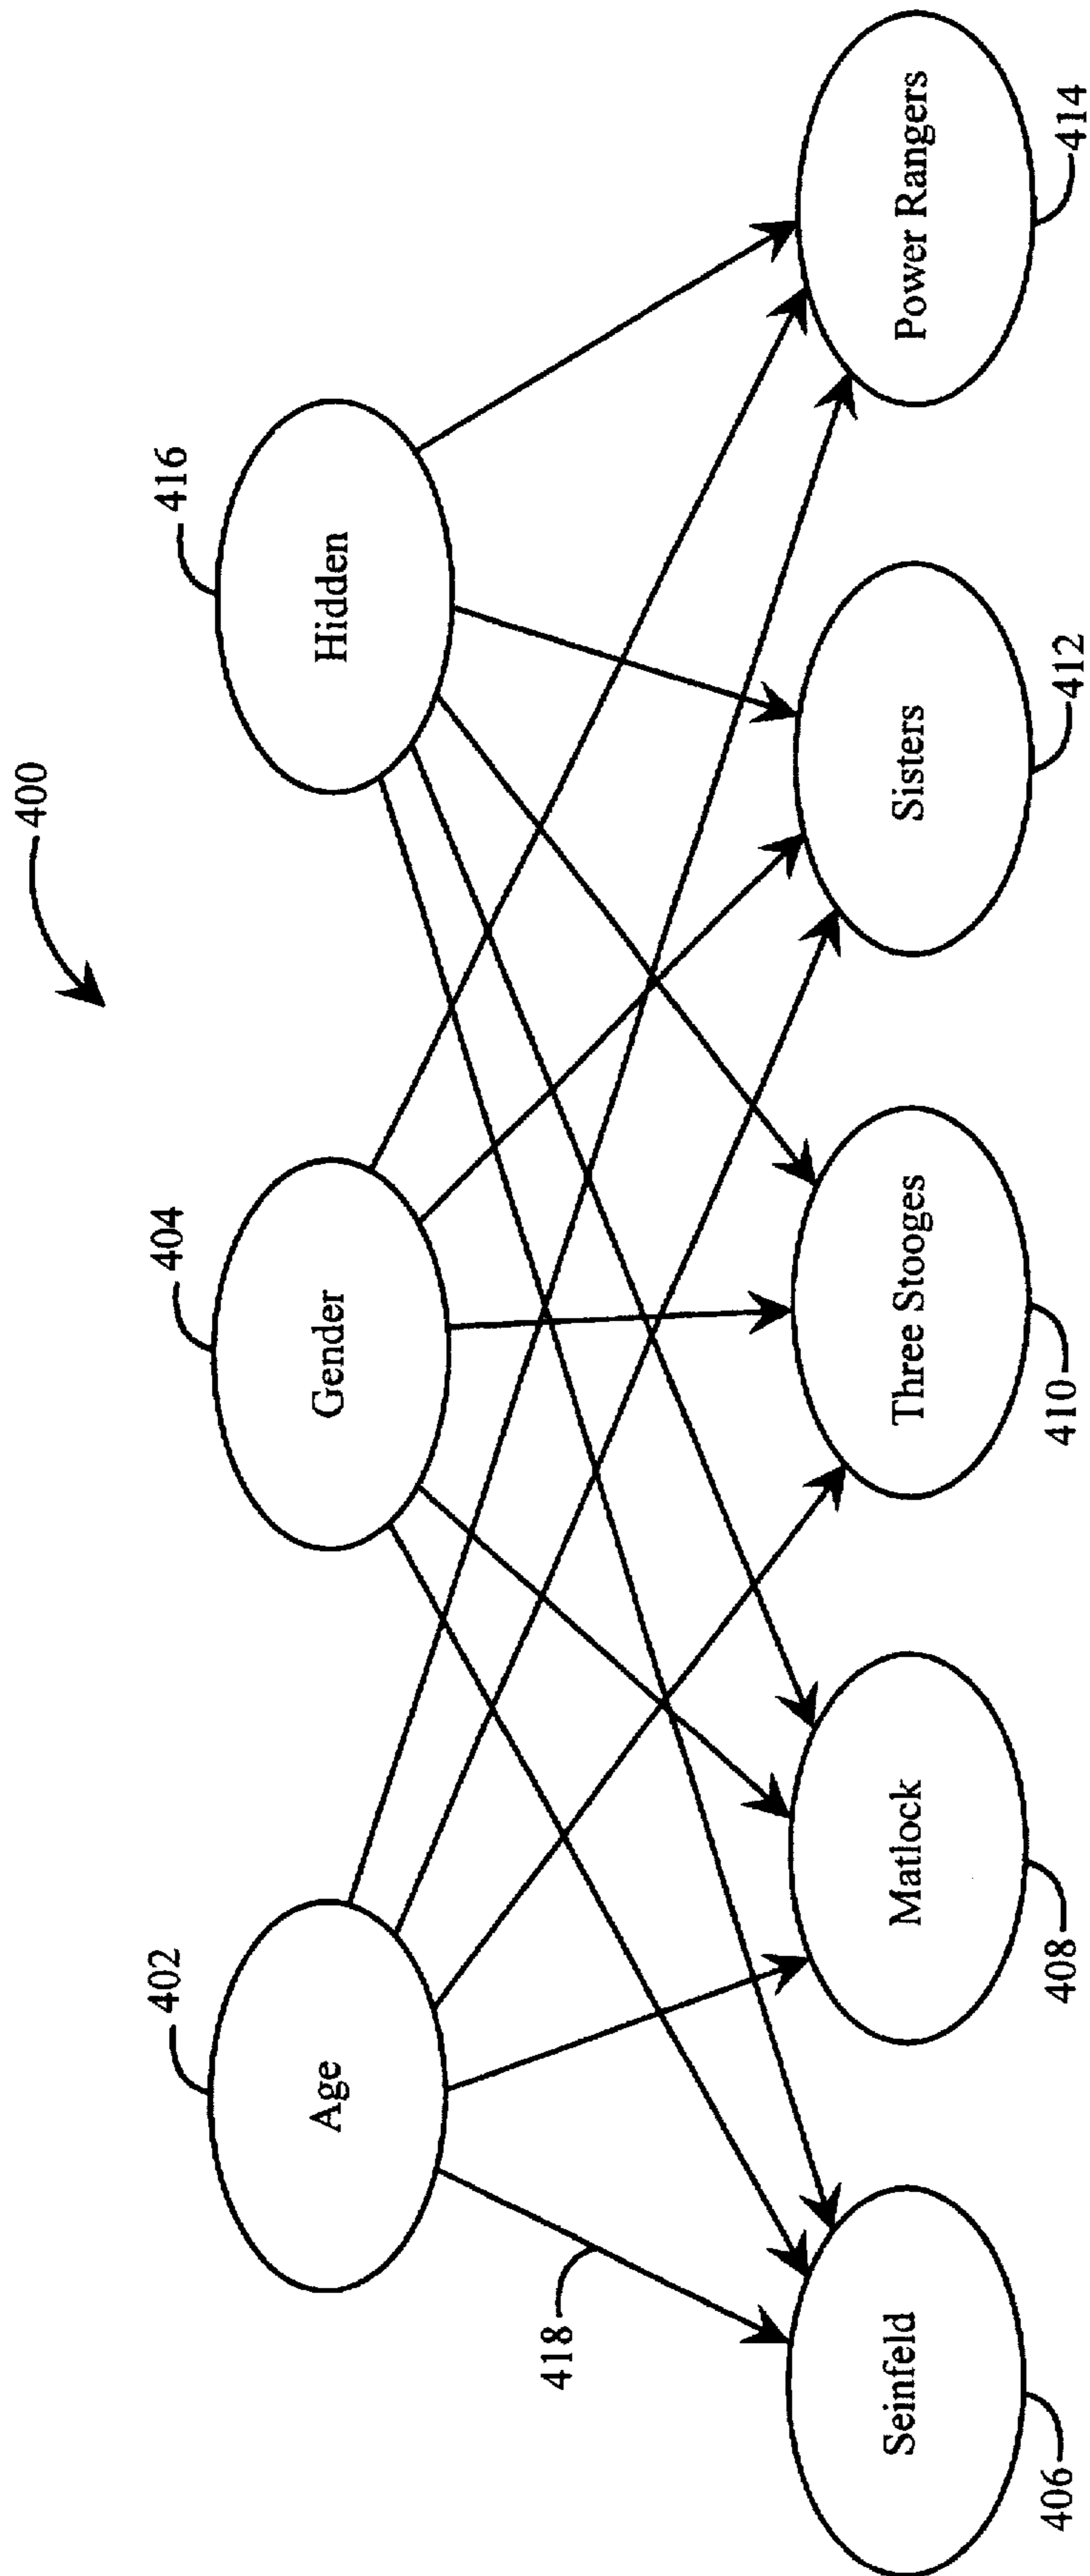 400
402
404
416
Age
Gender
Hidden
418
Seinfeld
Matlock
Three Stooges
Sisters
Power Rangers
406
408
410
412
414